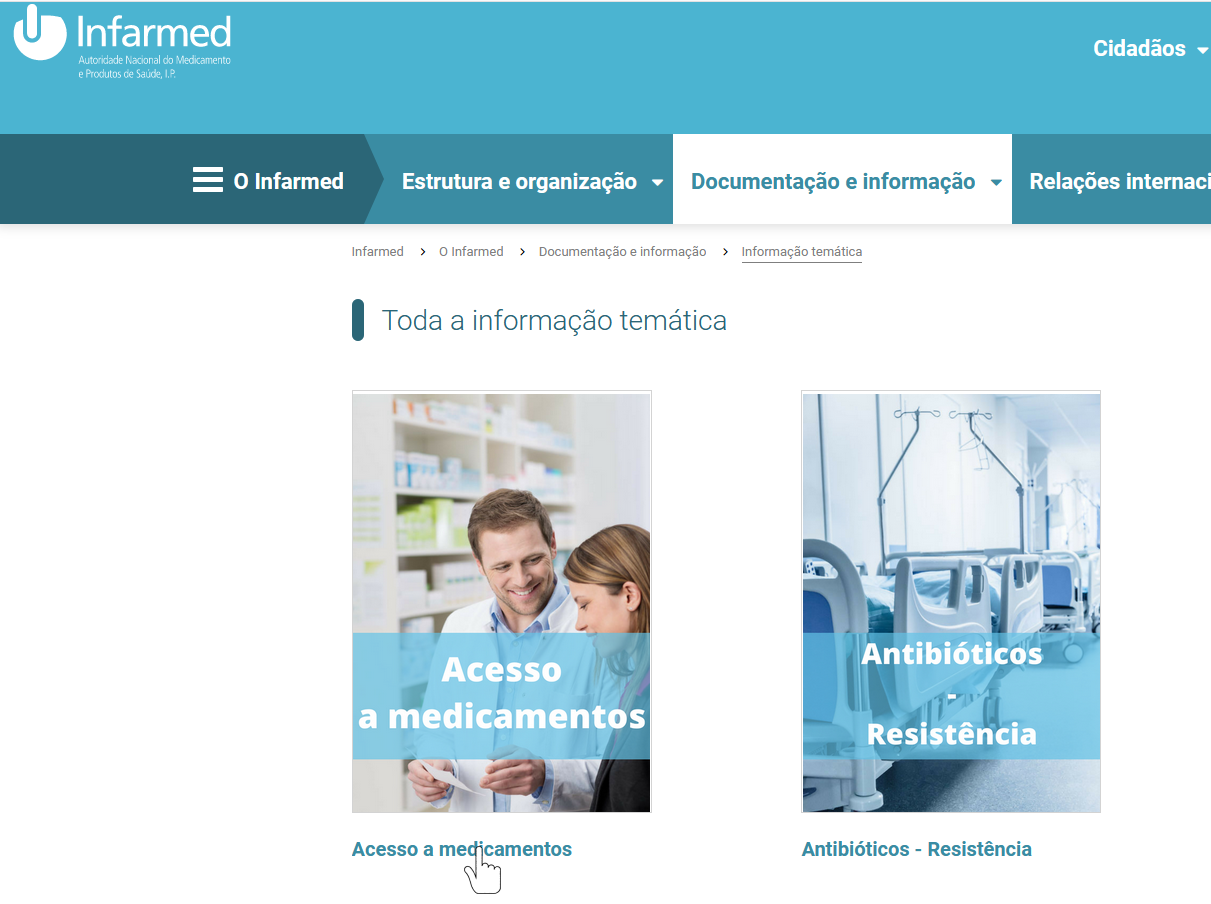 Infarmed
Autoridade Nacional do Medicamento
e Produtos de Saúde, I.P.
Cidadãos
O Infarmed
Estrutura e organização
Documentação e informação
Relações internaci
Infarmed > O Infarmed > Documentação e informação > Informação temática
Toda a informação temática
Acesso
a medicamentos
Antibióticos
-
Resistência
Acesso a medicamentos
Antibióticos - Resistência